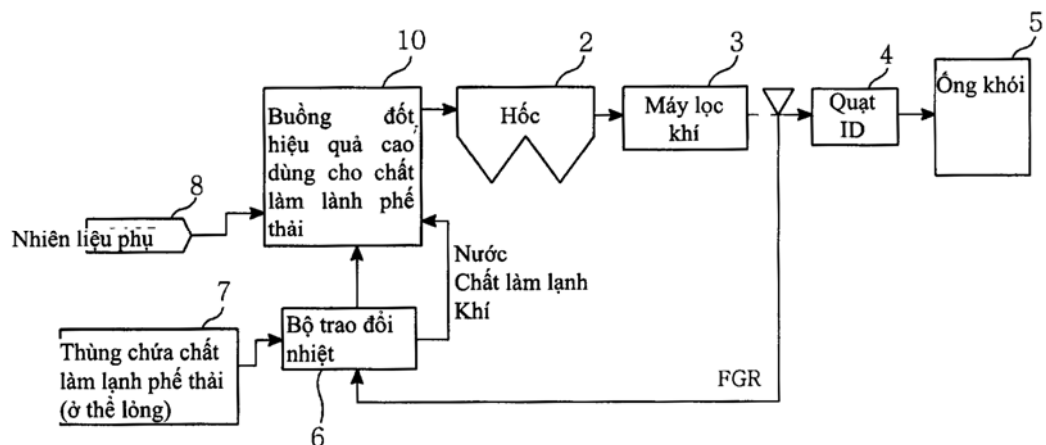 10
Buồng đốt
hiệu quả cao
dùng cho chất
làm lành phế
thải
2
Hốc
3
Máy lọc
khí
4
Quạt
ID
5
Ống khói
8
Nhiên liệu phụ
Nước
Chất làm lạnh
Khí
7
Thùng chứa chất
làm lạnh phế thải
(ở thể lỏng)
Bộ trao đổi
nhiệt
6
FGR